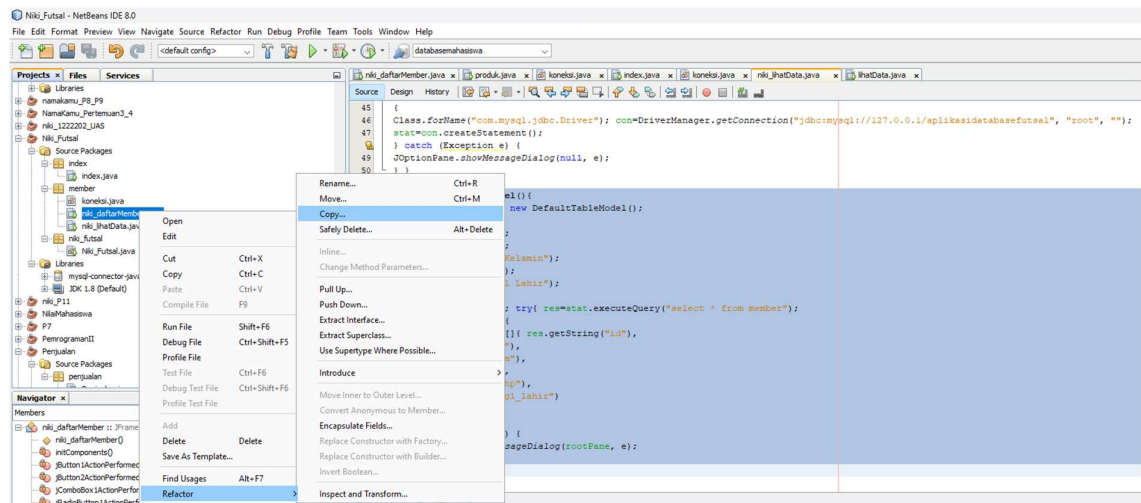 Niki_Futsal - NetBeans IDE 8.0
File Edit Format Preview View Navigate Source Refactor Run Debug Profile Team Tools Window Help
<default config>
databasemahasiswa
Projects × Files Services
niki_daftarMember.java × produk.java × koneksi.java × index.java × koneksi.java × niki_lihatData.java × lihatData.java ×
Source Design History
Libraries
namakamu_P8_P9
NamaKamu_Pertemuan3_4
niki_1222202_UAS
Niki_Futsal
Source Packages
index
index.java
member
koneksi.java
niki_daftarMembe
niki_lihatData.jav
niki_futsal
Niki_Futsal.java
Libraries
mysql-connector-java
JDK 1.8 (Default)
niki_P11
NilaiMahasiswa
P7
PemrogramanII
Penjualan
Source Packages
penjualan
Navigator ×
Members
niki_daftarMember :: JFrame
niki_daftarMember()
initComponents()
jButton1ActionPerformed
jButton2ActionPerformed
jComboBox1ActionPerfor
jRadioButton1ActionPerf
Open
Edit
Cut Ctrl+X
Copy Ctrl+C
Paste Ctrl+V
Compile File F9
Run File Shift+F6
Debug File Ctrl+Shift+F5
Profile File
Test File Ctrl+F6
Debug Test File Ctrl+Shift+F6
Profile Test File
Add
Delete Delete
Save As Template...
Find Usages Alt+F7
Refactor
Rename... Ctrl+R
Move... Ctrl+M
Copy...
Safely Delete... Alt+Delete
Inline...
Change Method Parameters...
Pull Up...
Push Down...
Extract Interface...
Extract Superclass...
Use Supertype Where Possible...
Introduce
Move Inner to Outer Level...
Convert Anonymous to Member...
Encapsulate Fields...
Replace Constructor with Factory...
Replace Constructor with Builder...
Invert Boolean...
Inspect and Transform...
45 {
46 Class.forName("com.mysql.jdbc.Driver"); con=DriverManager.getConnection("jdbc:mysql://127.0.0.1/aplikasidatabasefutsal", "root", "");
47 stat=con.createStatement();
} catch (Exception e) {
49 JOptionPane.showMessageDialog(null, e);
50 } }
el(){
new DefaultTableModel();
;
;
Kelamin");
);
l Lahir");
; try{ res=stat.executeQuery("select * from member");
{
[]{ res.getString("id"),
"),
"),
,
hp"),
gl_lahir")
) {
sageDialog(rootPane, e);